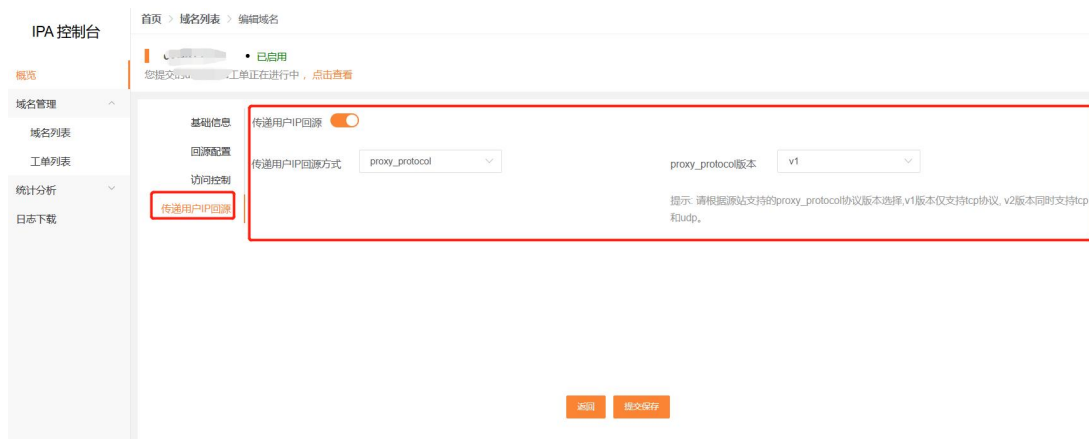 IPA 控制台
概览
域名管理
域名列表
工单列表
统计分析
日志下载
首页 > 域名列表 > 编辑域名
• 已启用
您提交 工单正在进行中， 点击查看
基础信息
回源配置
访问控制
传递用户IP回源
传递用户IP回源
传递用户IP回源方式 proxy_protocol
proxy_protocol版本 v1
提示: 请根据源站支持的proxy_protocol协议版本选择,v1版本仅支持tcp协议, v2版本同时支持tcp
和udp。
返回 提交保存